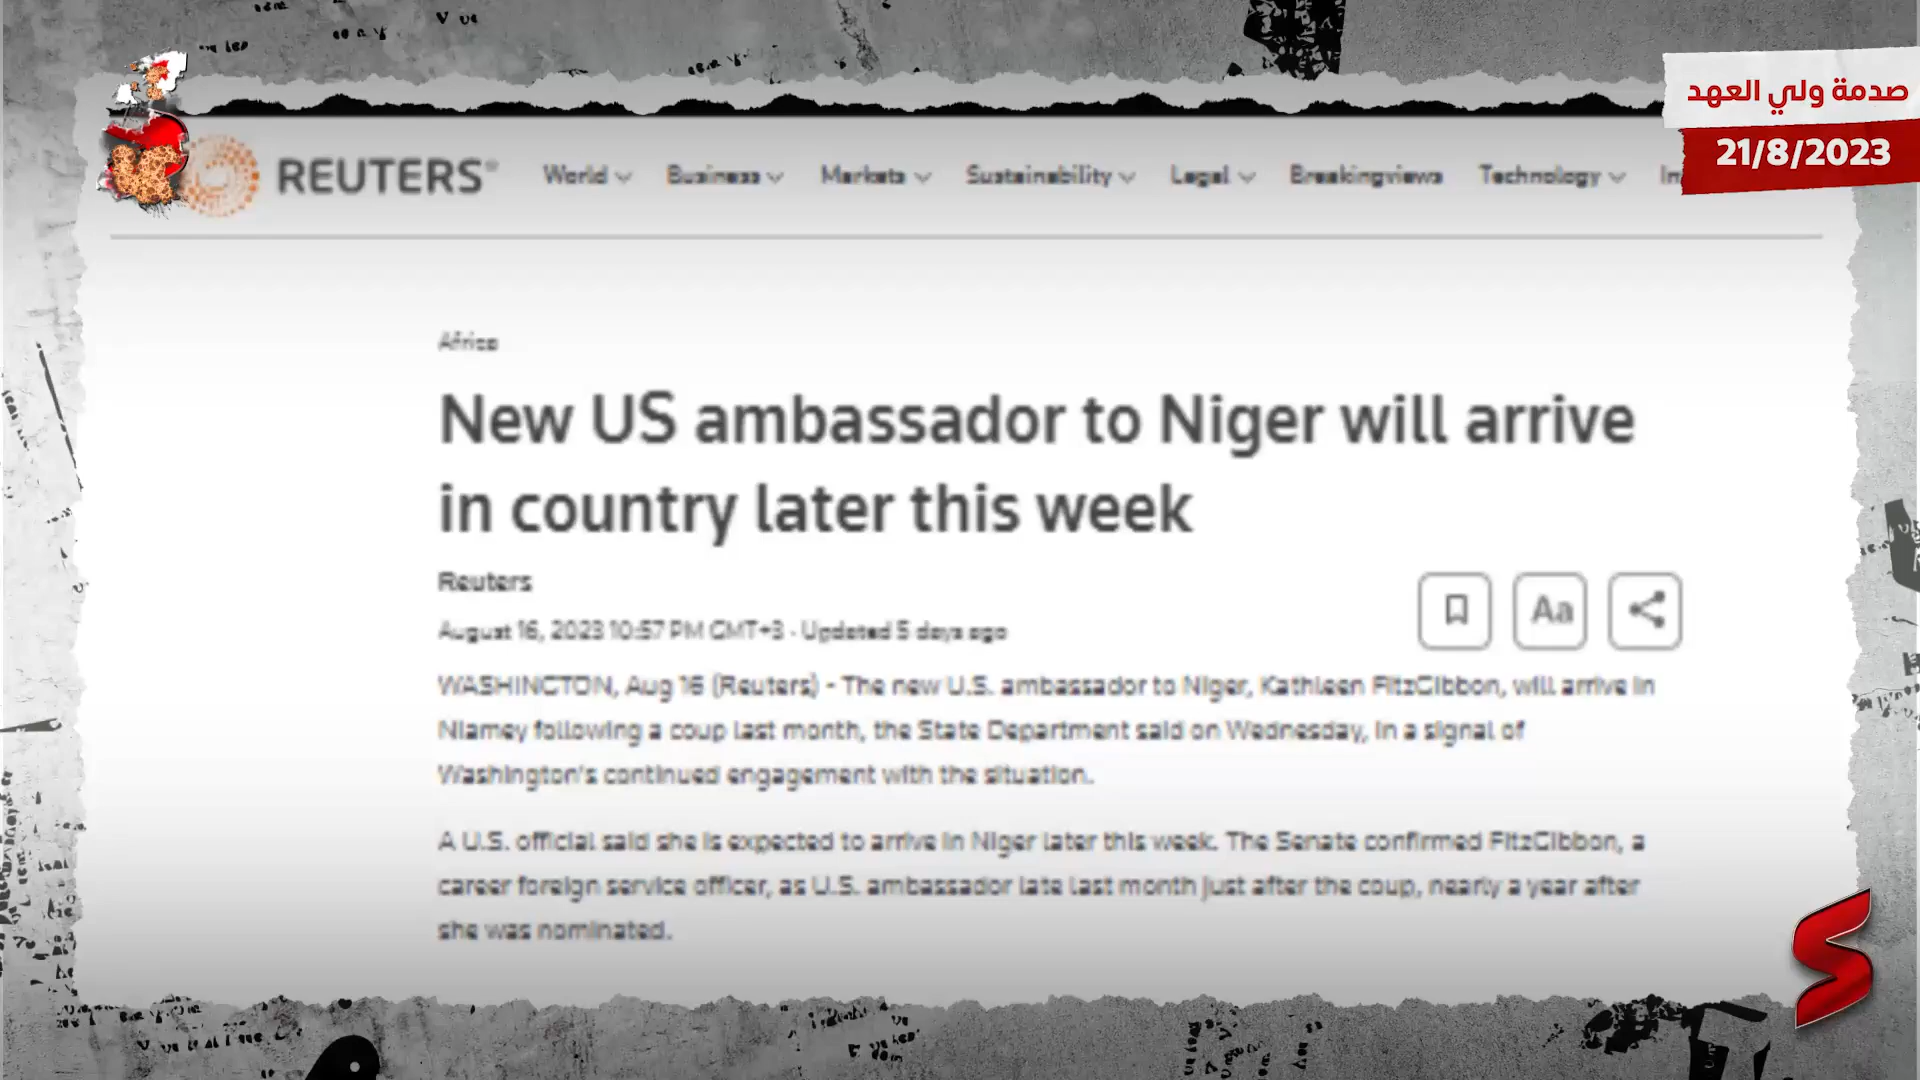 صدمة ولي العهد
21/8/2023
REUTERS®
World Business Markets Sustainability Legal Breakingviews Technology In
Africa
New US ambassador to Niger will arrive
in country later this week
Reuters
August 16, 2023 10:57 PM GMT+3 · Updated 5 days ago
Aa
WASHINGTON, Aug 16 (Reuters) - The new U.S. ambassador to Niger, Kathleen FitzGibbon, will arrive in
Niamey following a coup last month, the State Department said on Wednesday, in a signal of
Washington's continued engagement with the situation.
A U.S. official said she is expected to arrive in Niger later this week. The Senate confirmed FitzGibbon, a
career foreign service officer, as U.S. ambassador late last month just after the coup, nearly a year after
she was nominated.